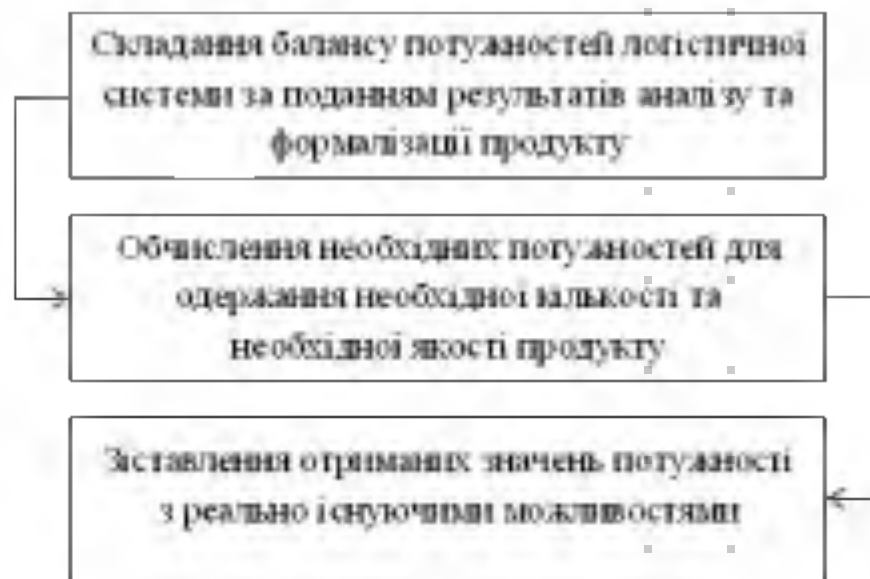 Складання балансу потужностей логістичної
системи за поданням результатів аналізу та
формалізації продукту
Обчислення необхідних потужностей для
одержання необхідної кількості та
необхідної якості продукту
Зіставлення отриманих значень потужності
з реально існуючими можливостями